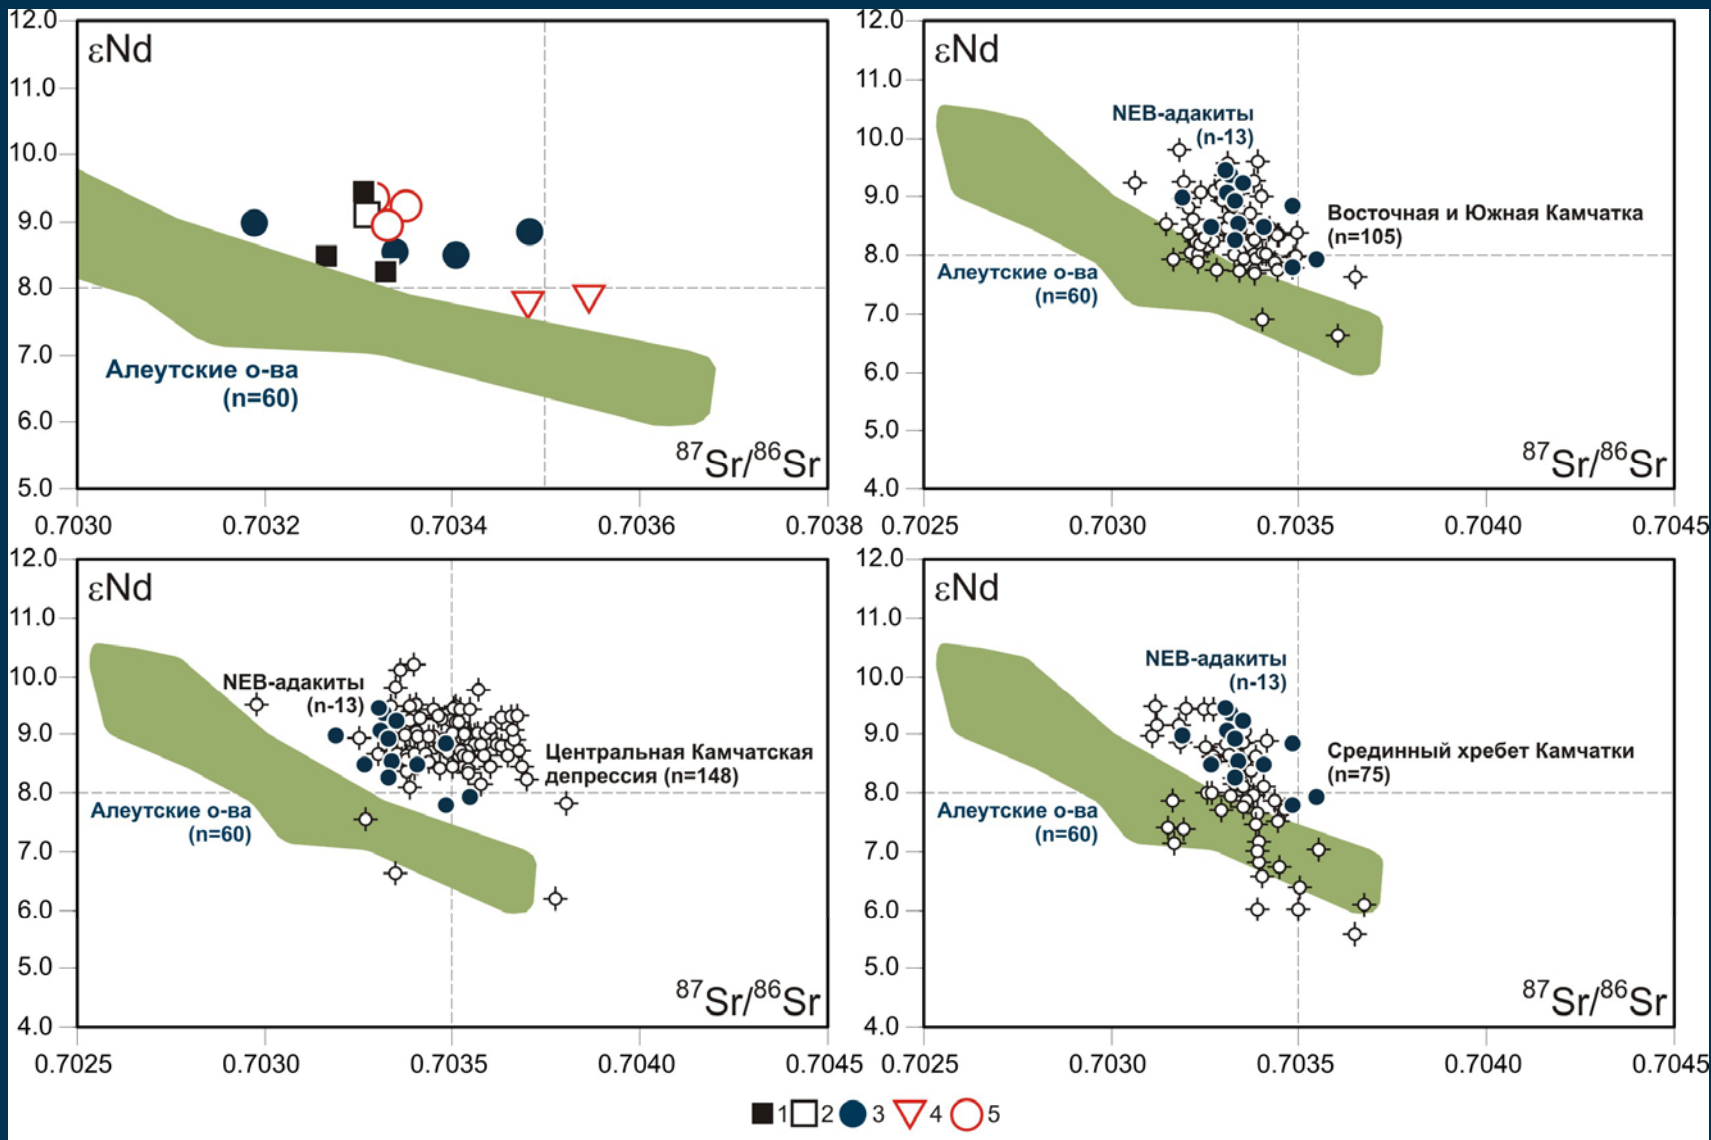 12.0
11.0
10.0
9.0
8.0
7.0
6.0
5.0
εNd
Алеутские о-ва
(n=60)
87Sr/86Sr
0.7030
0.7032
0.7034
0.7036
0.7038
12.0
11.0
10.0
9.0
8.0
7.0
6.0
5.0
4.0
εNd
NEB-адакиты
(n-13)
Восточная и Южная Камчатка
(n=105)
Алеутские о-ва
(n=60)
87Sr/86Sr
0.7025
0.7030
0.7035
0.7040
0.7045
12.0
11.0
10.0
9.0
8.0
7.0
6.0
5.0
4.0
εNd
NEB-адакиты
(n-13)
Центральная Камчатская
депрессия (n=148)
Алеутские о-ва
(n=60)
87Sr/86Sr
0.7025
0.7030
0.7035
0.7040
0.7045
12.0
11.0
10.0
9.0
8.0
7.0
6.0
5.0
4.0
εNd
NEB-адакиты
(n-13)
Срединный хребет Камчатки
(n=75)
Алеутские о-ва
(n=60)
87Sr/86Sr
0.7025
0.7030
0.7035
0.7040
0.7045
1 2 3 4 5